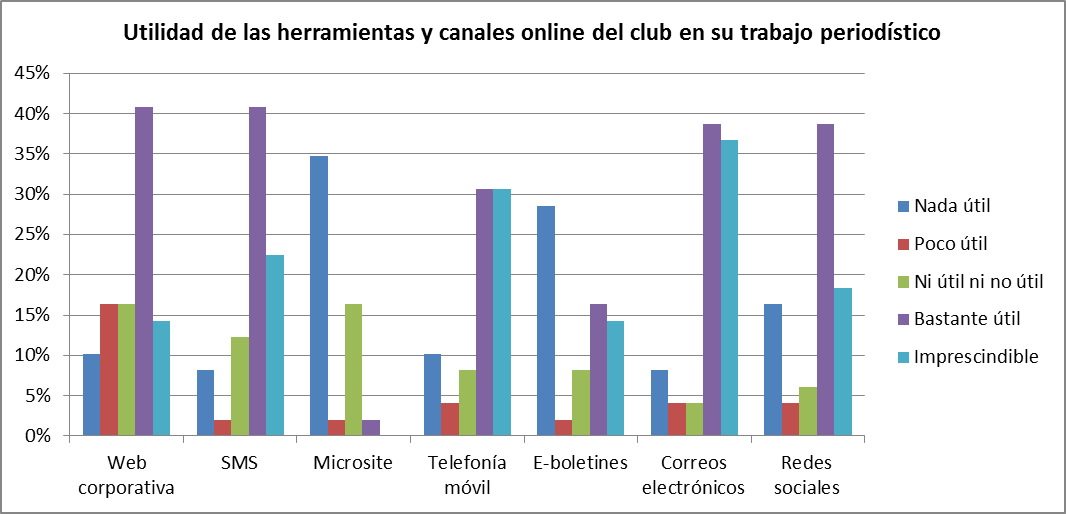 Utilidad de las herramientas y canales online del club en su trabajo periodístico
45%
40%
35%
30%
25%
20%
15%
10%
5%
0%
Web corporativa
SMS
Microsite
Telefonía móvil
E-boletines
Correos electrónicos
Redes sociales
Nada útil
Poco útil
Ni útil ni no útil
Bastante útil
Imprescindible